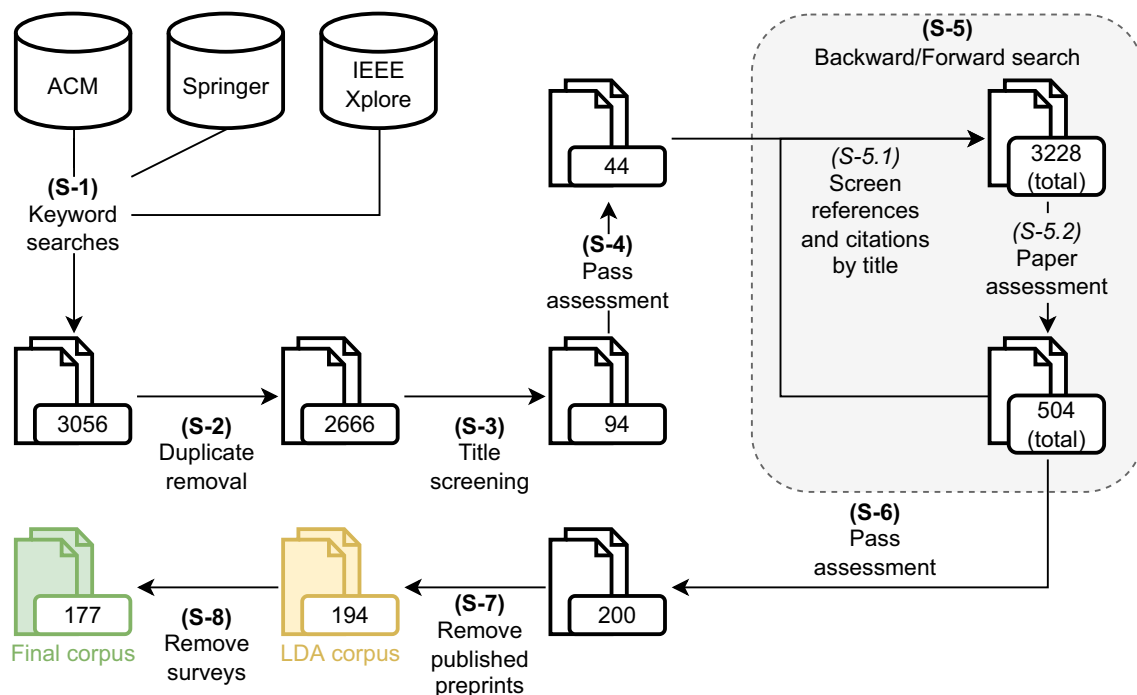 ACM
Springer
IEEE
Xplore
(S-1)
Keyword
searches
3056
(S-2)
Duplicate
removal
2666
(S-3)
Title
screening
94
(S-4)
Pass
assessment
44
(S-5)
Backward/Forward search
(S-5.1)
Screen
references
and citations
by title
3228
(total)
(S-5.2)
Paper
assessment
504
(total)
(S-6)
Pass
assessment
200
(S-7)
Remove
published
preprints
194
LDA corpus
(S-8)
Remove
surveys
177
Final corpus